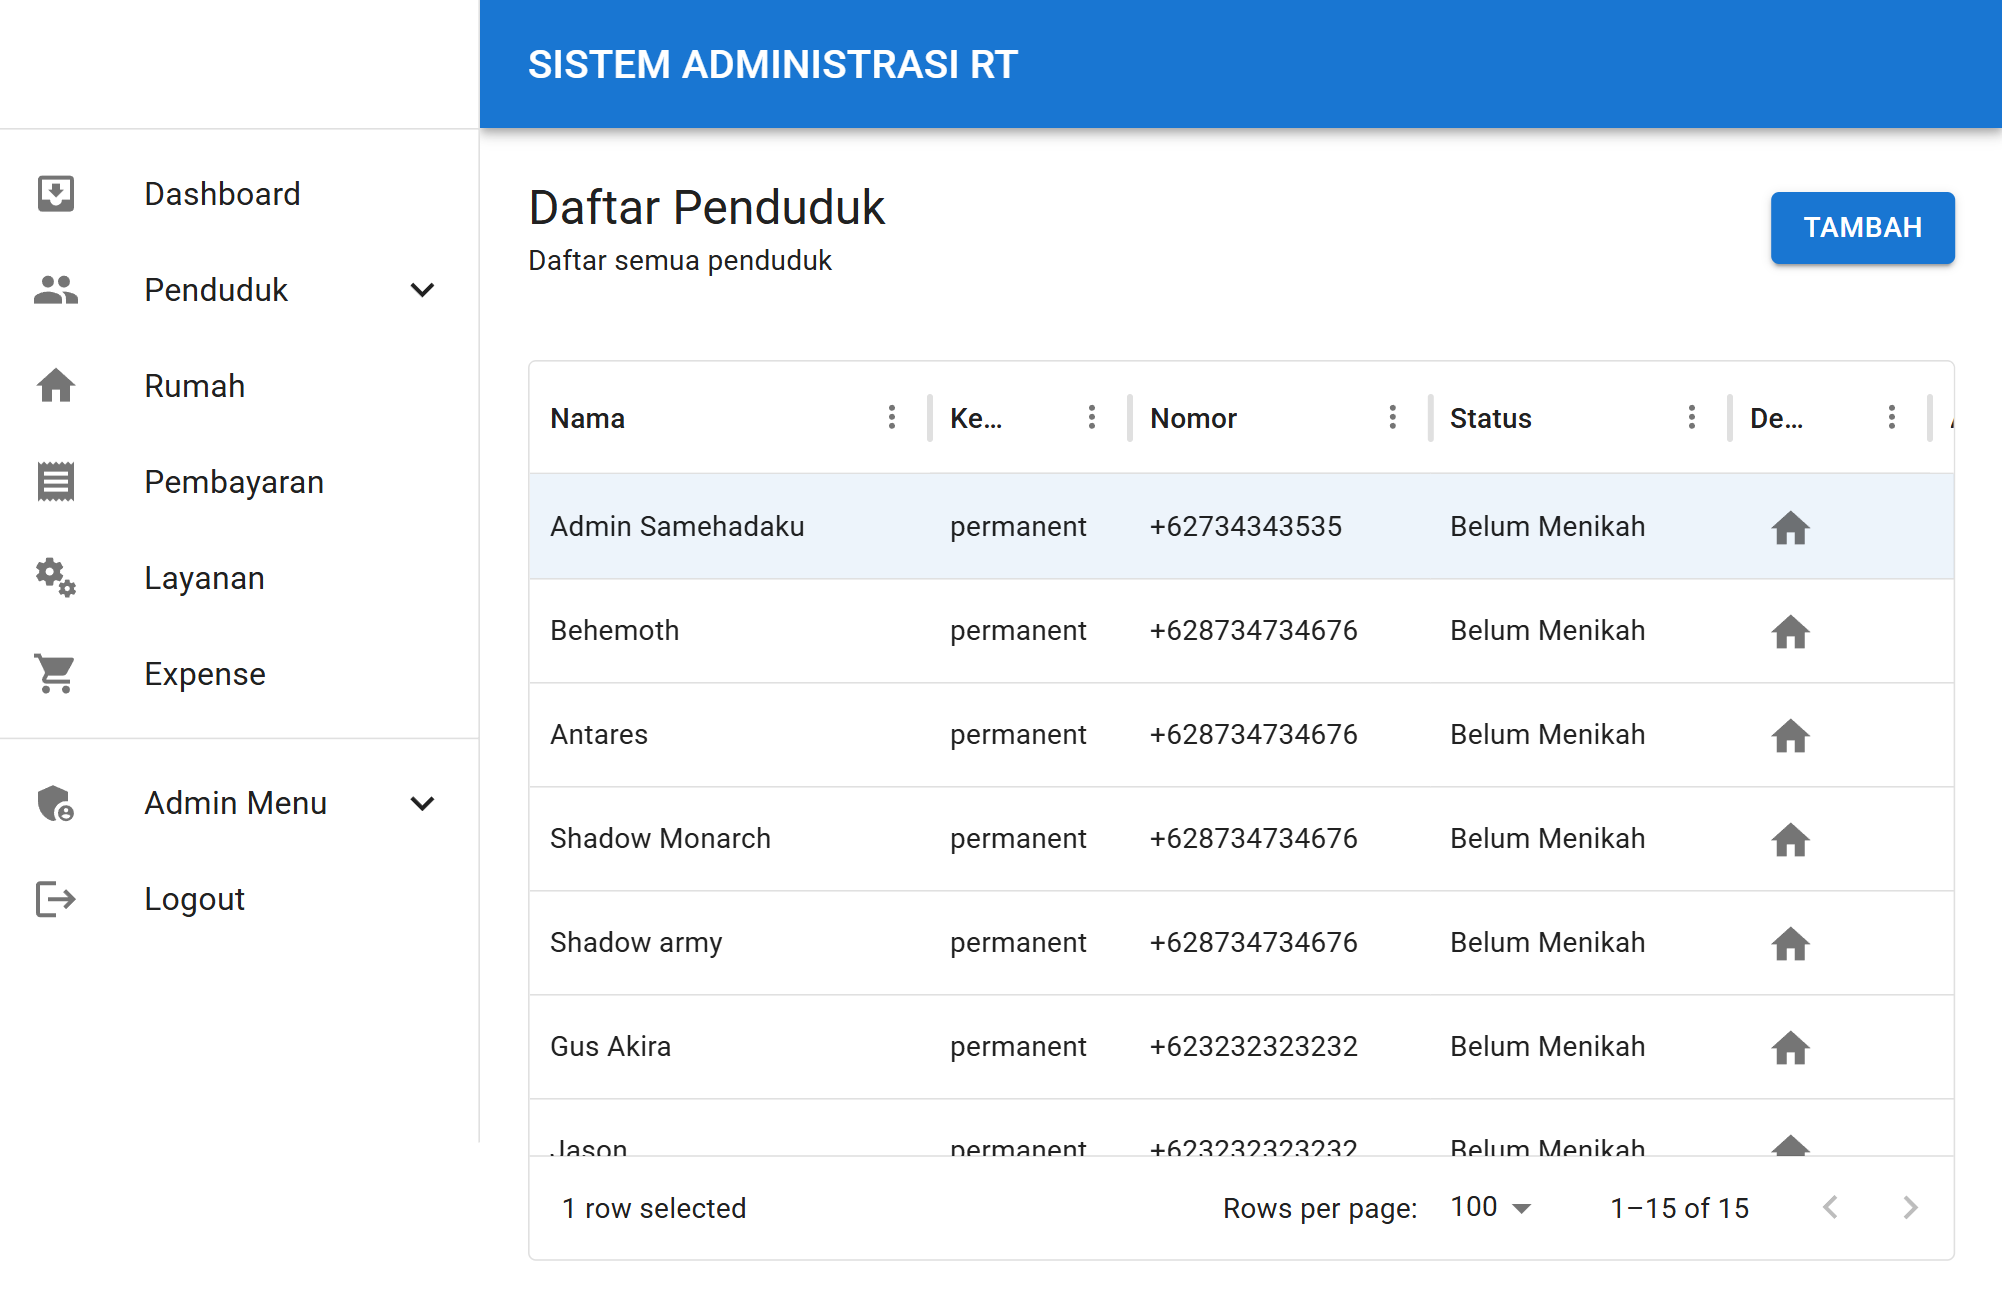 SISTEM ADMINISTRASI RT
Dashboard
Penduduk
Rumah
Pembayaran
Layanan
Expense
Admin Menu
Logout
Daftar Penduduk
Daftar semua penduduk
TAMBAH
Nama Ke... Nomor Status De...
Admin Samehadaku permanent +62734343535 Belum Menikah
Behemoth permanent +628734734676 Belum Menikah
Antares permanent +628734734676 Belum Menikah
Shadow Monarch permanent +628734734676 Belum Menikah
Shadow army permanent +628734734676 Belum Menikah
Gus Akira permanent +623232323232 Belum Menikah
Jason permanent +623232323232 Belum Menikah
1 row selected Rows per page: 100 1–15 of 15